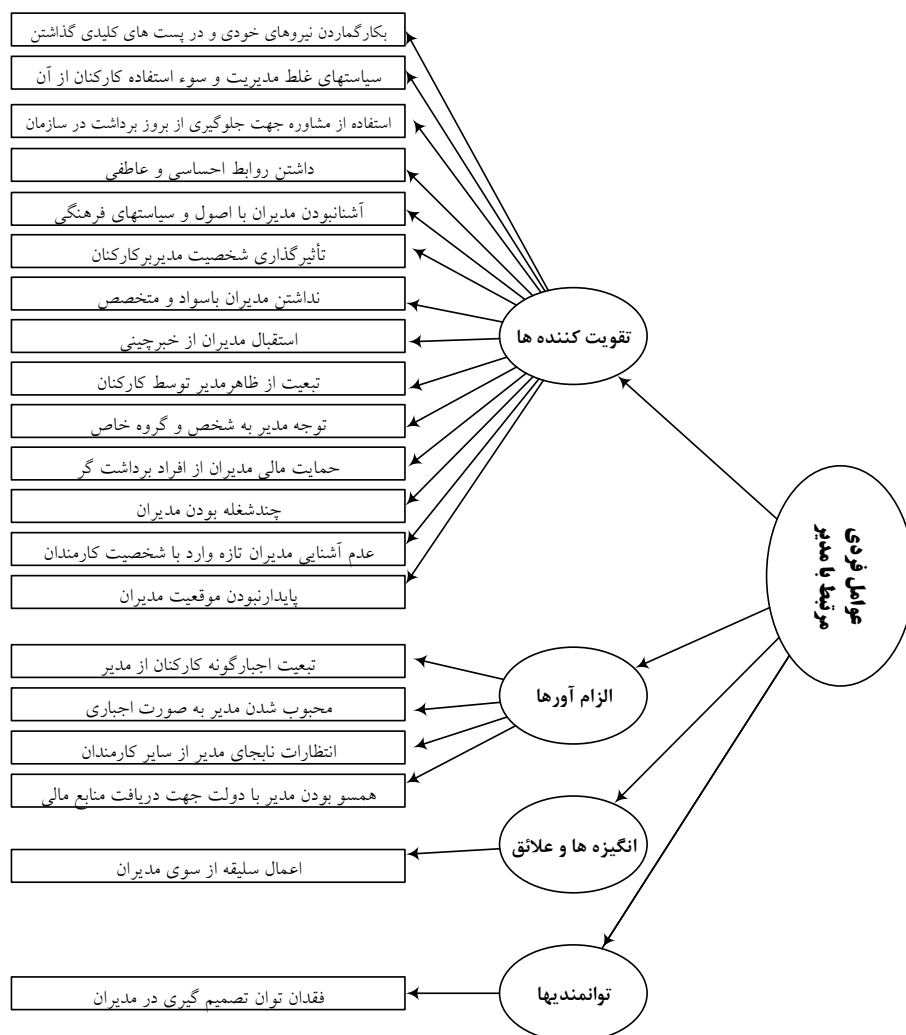 عوامل فردی
مرتبط با مدیر
تقویت کننده ها
بکارگماردن نیروهای خودی و در پست های کلیدی گذاشتن
سیاستهای غلط مدیریت و سوء استفاده کارکنان از آن
استفاده از مشاوره جهت جلوگیری از بروز برداشت در سازمان
داشتن روابط احساسی و عاطفی
آشنانبودن مدیران با اصول و سیاستهای فرهنگی
تأثیرگذاری شخصیت مدیربرکارکنان
نداشتن مدیران باسواد و متخصص
استقبال مدیران از خبرچینی
تبعیت از ظاهرمدیر توسط کارکنان
توجه مدیر به شخص و گروه خاص
حمایت مالی مدیران از افراد برداشت گر
چندشغله بودن مدیران
عدم آشنایی مدیران تازه وارد با شخصیت کارمندان
پایدارنبودن موقعیت مدیران
الزام آورها
تبعیت اجبارگونه کارکنان از مدیر
محبوب شدن مدیر به صورت اجباری
انتظارات نابجای مدیر از سایر کارمندان
همسو بودن مدیر با دولت جهت دریافت منابع مالی
انگیزه ها و علائق
اعمال سلیقه از سوی مدیران
توانمندیها
فقدان توان تصمیم گیری در مدیران